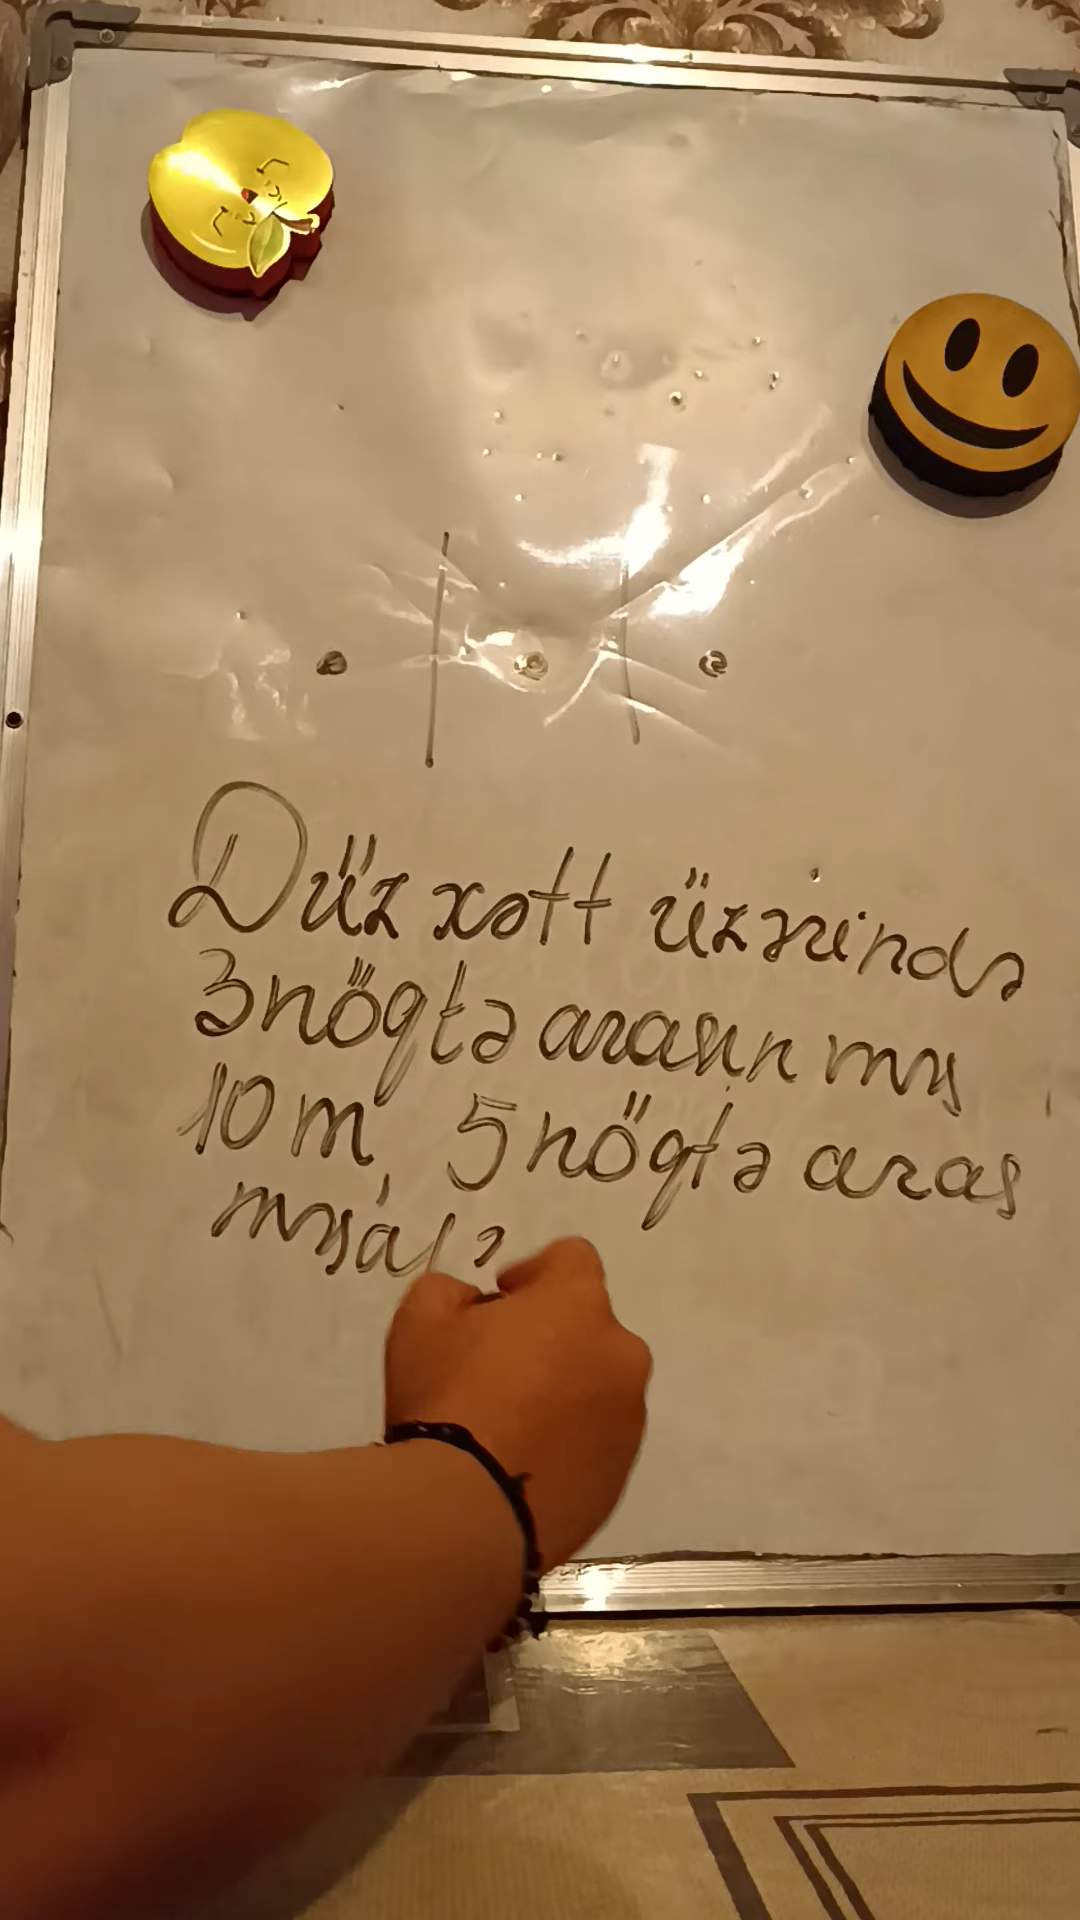 Düz xətt üzərində
3 nöqtə arasın məs
10 m, 5 nöqtə aras
məsaf?